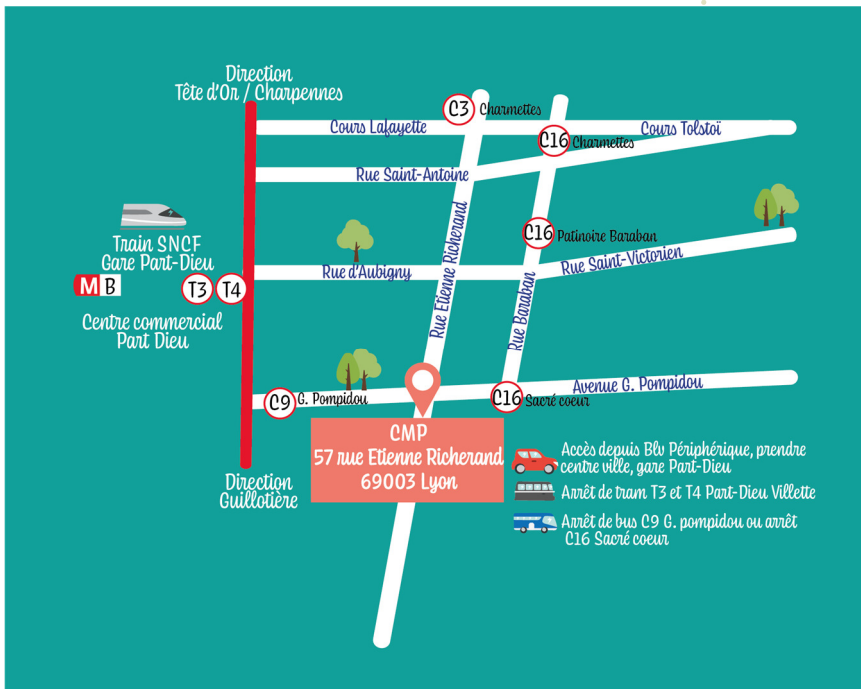 Direction
Tête d'Or / Charpennes
C3 Charmettes
Cours Lafayette
Cours Tolstoï
C16 Charmettes
Rue Saint-Antoine
Train SNCF
Gare Part-Dieu
M B
T3 T4
Centre commercial
Part Dieu
Rue Etienne Richerand
C16 Patinoire Baraban
Rue d'Aubigny
Rue Saint-Victorien
Rue Baraban
C9 G. Pompidou
C16 Sacré coeur
Avenue G. Pompidou
CMP
57 rue Etienne Richerand
69003 Lyon
Direction
Guillotière
Accès depuis Blv Périphérique, prendre
centre ville, gare Part-Dieu
Arrêt de tram T3 et T4 Part-Dieu Villette
Arrêt de bus C9 G. pompidou ou arrêt
C16 Sacré coeur